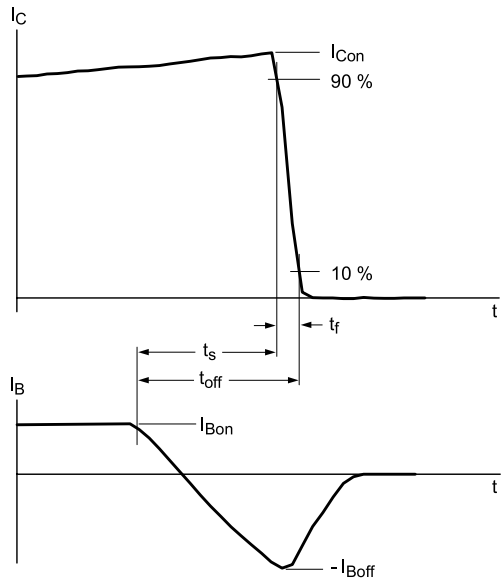 I_C
I_Con
90 %
10 %
t
t_f
t_s
t_off
I_B
I_Bon
t
-I_Boff